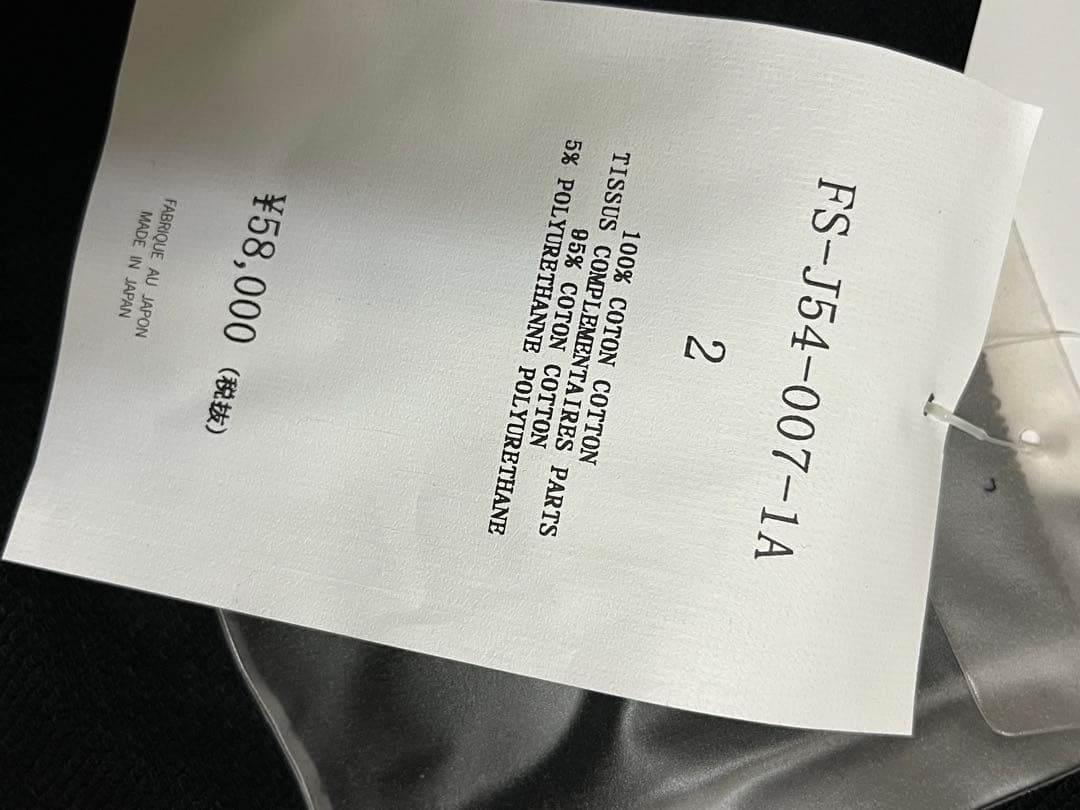 FS-J54-007-1A
2
100% COTON COTTON
TISSUS COMPLEMENTAIRES PARTS
95% COTON COTTON
5% POLYURETHANNE POLYURETHANE
¥58,000 (税抜)
FABRIQUE AU JAPON
MADE IN JAPAN